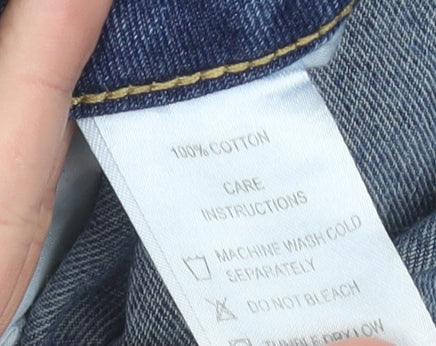 100% COTTON
CARE
INSTRUCTIONS
MACHINE WASH COLD
SEPARATELY
DO NOT BLEACH
TUMBLE DRY LOW